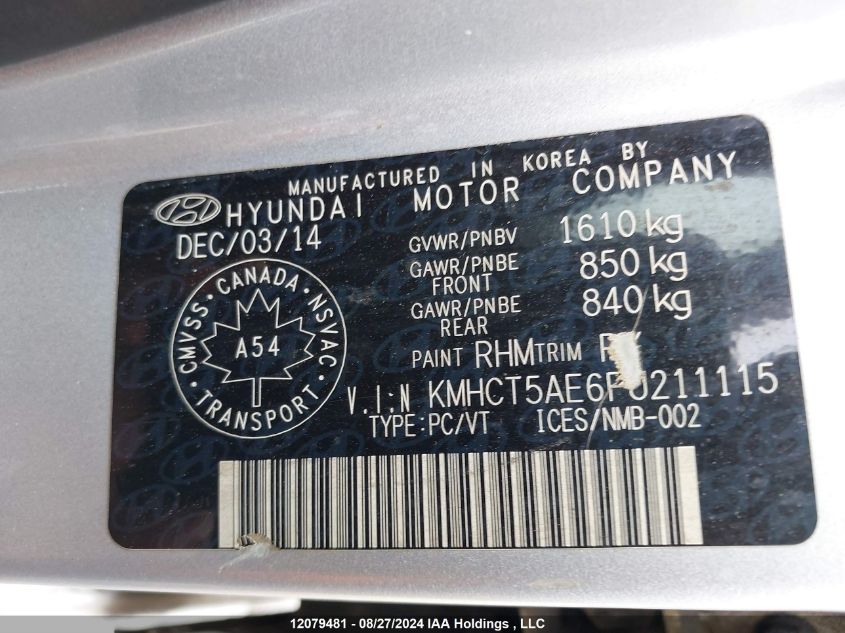 MANUFACTURED IN KOREA BY
HYUNDAI MOTOR COMPANY
DEC/03/14
GVWR/PNBV 1610 kg
GAWR/PNBE FRONT 850 kg
GAWR/PNBE REAR 840 kg
CMVSS · CANADA · NSVAC · TRANSPORT ·
A54
PAINT RHM TRIM
V.I.N KMHCT5AE6FU211115
TYPE:PC/VT ICES/NMB-002
12079481 - 08/27/2024 IAA Holdings , LLC